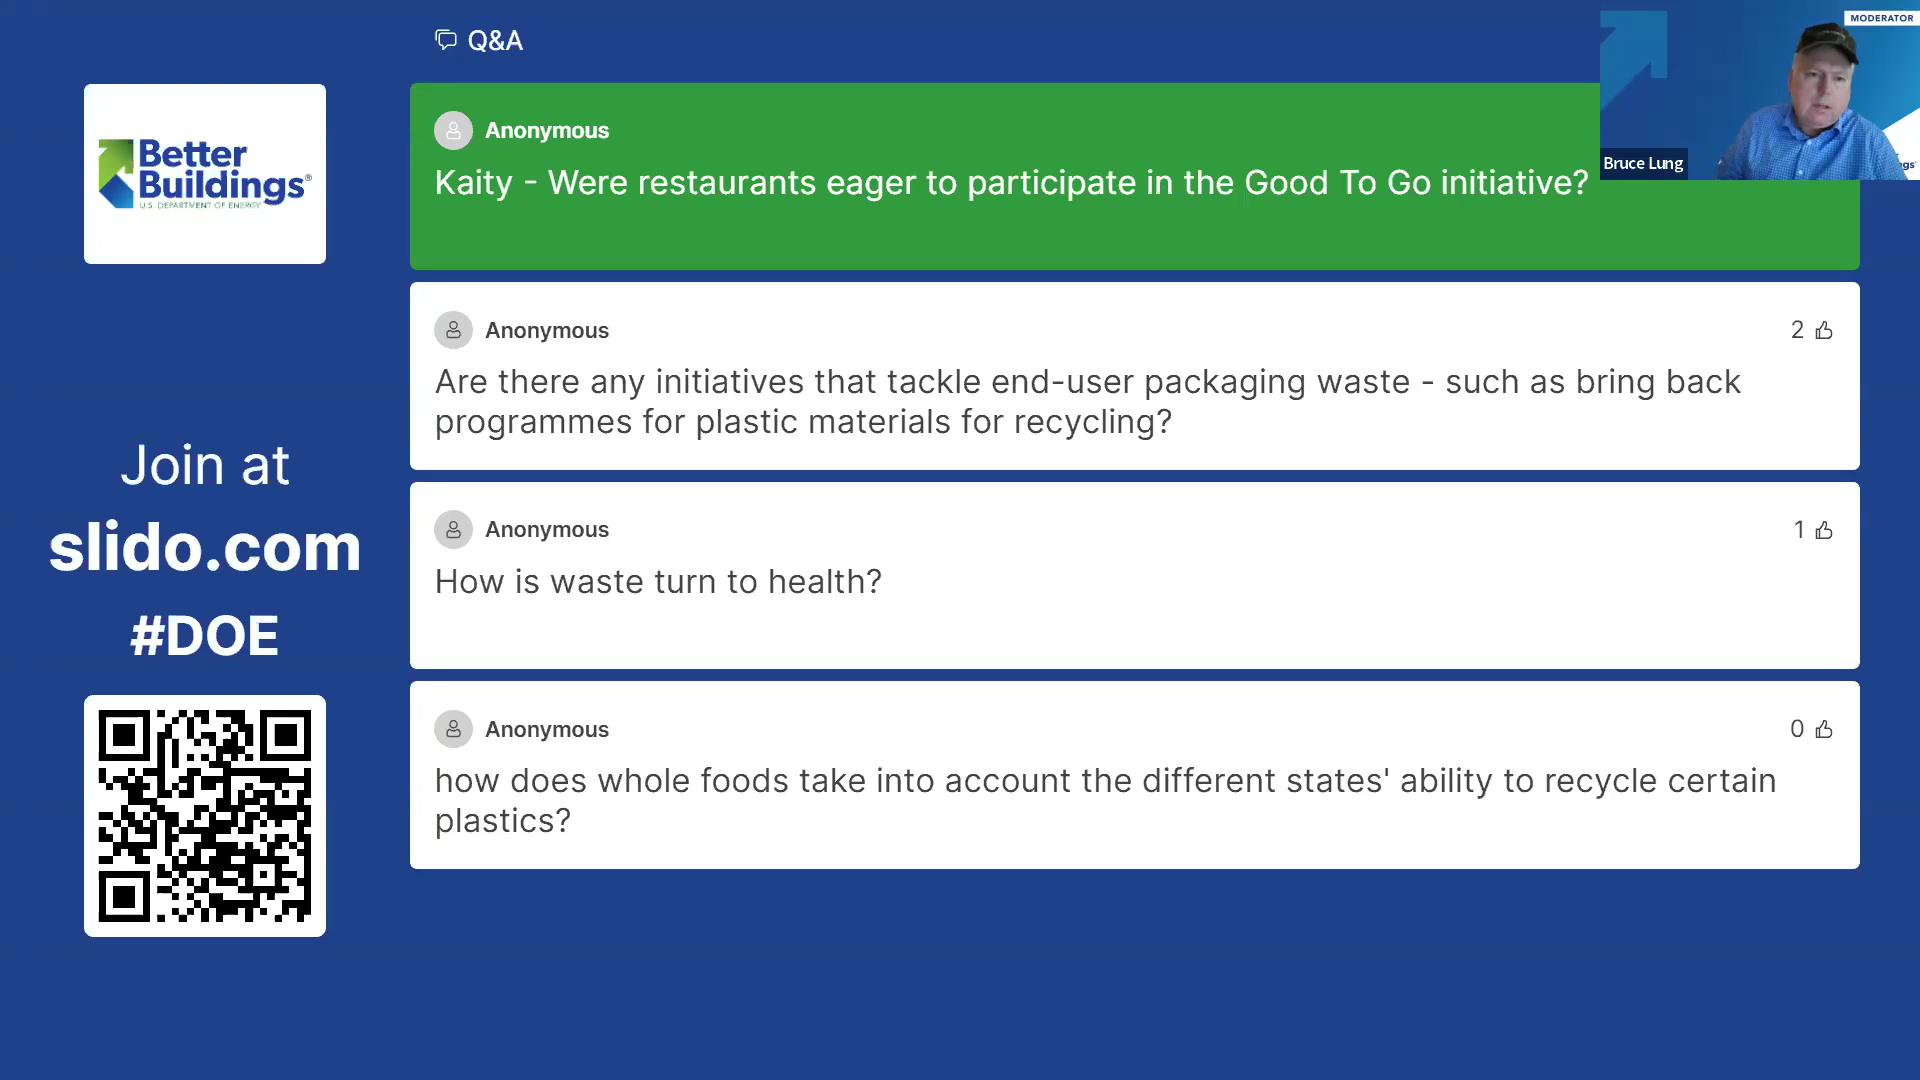 Q&A
MODERATOR
Bruce Lung
Better
Buildings®
U.S. DEPARTMENT OF ENERGY
Anonymous
Kaity - Were restaurants eager to participate in the Good To Go initiative?
Anonymous
2
Are there any initiatives that tackle end-user packaging waste - such as bring back
programmes for plastic materials for recycling?
Join at
slido.com
#DOE
Anonymous
1
How is waste turn to health?
Anonymous
0
how does whole foods take into account the different states' ability to recycle certain
plastics?